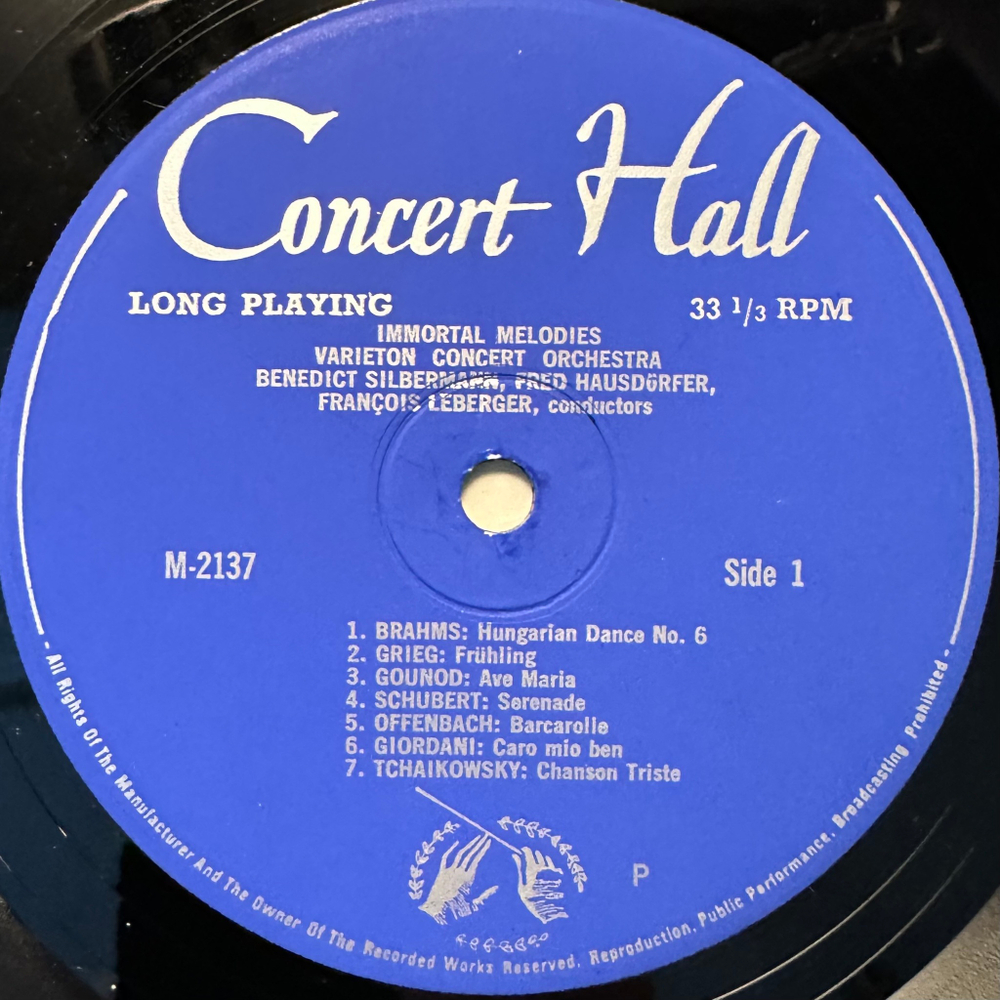 Concert Hall
LONG PLAYING 33 1/3 RPM
IMMORTAL MELODIES
VARIETON CONCERT ORCHESTRA
BENEDICT SILBERMANN, FRED HAUSDöRFER,
FRANÇOIS LEBERGER, conductors
M-2137 Side 1
1. BRAHMS: Hungarian Dance No. 6
2. GRIEG: Frühling
3. GOUNOD: Ave Maria
4. SCHUBERT: Serenade
5. OFFENBACH: Barcarolle
6. GIORDANI: Caro mio ben
7. TCHAIKOWSKY: Chanson Triste
P
- All Rights Of The Manufacturer And The Owner Of The Recorded Works Reserved. Reproduction, Public Performance, Broadcasting Prohibited -